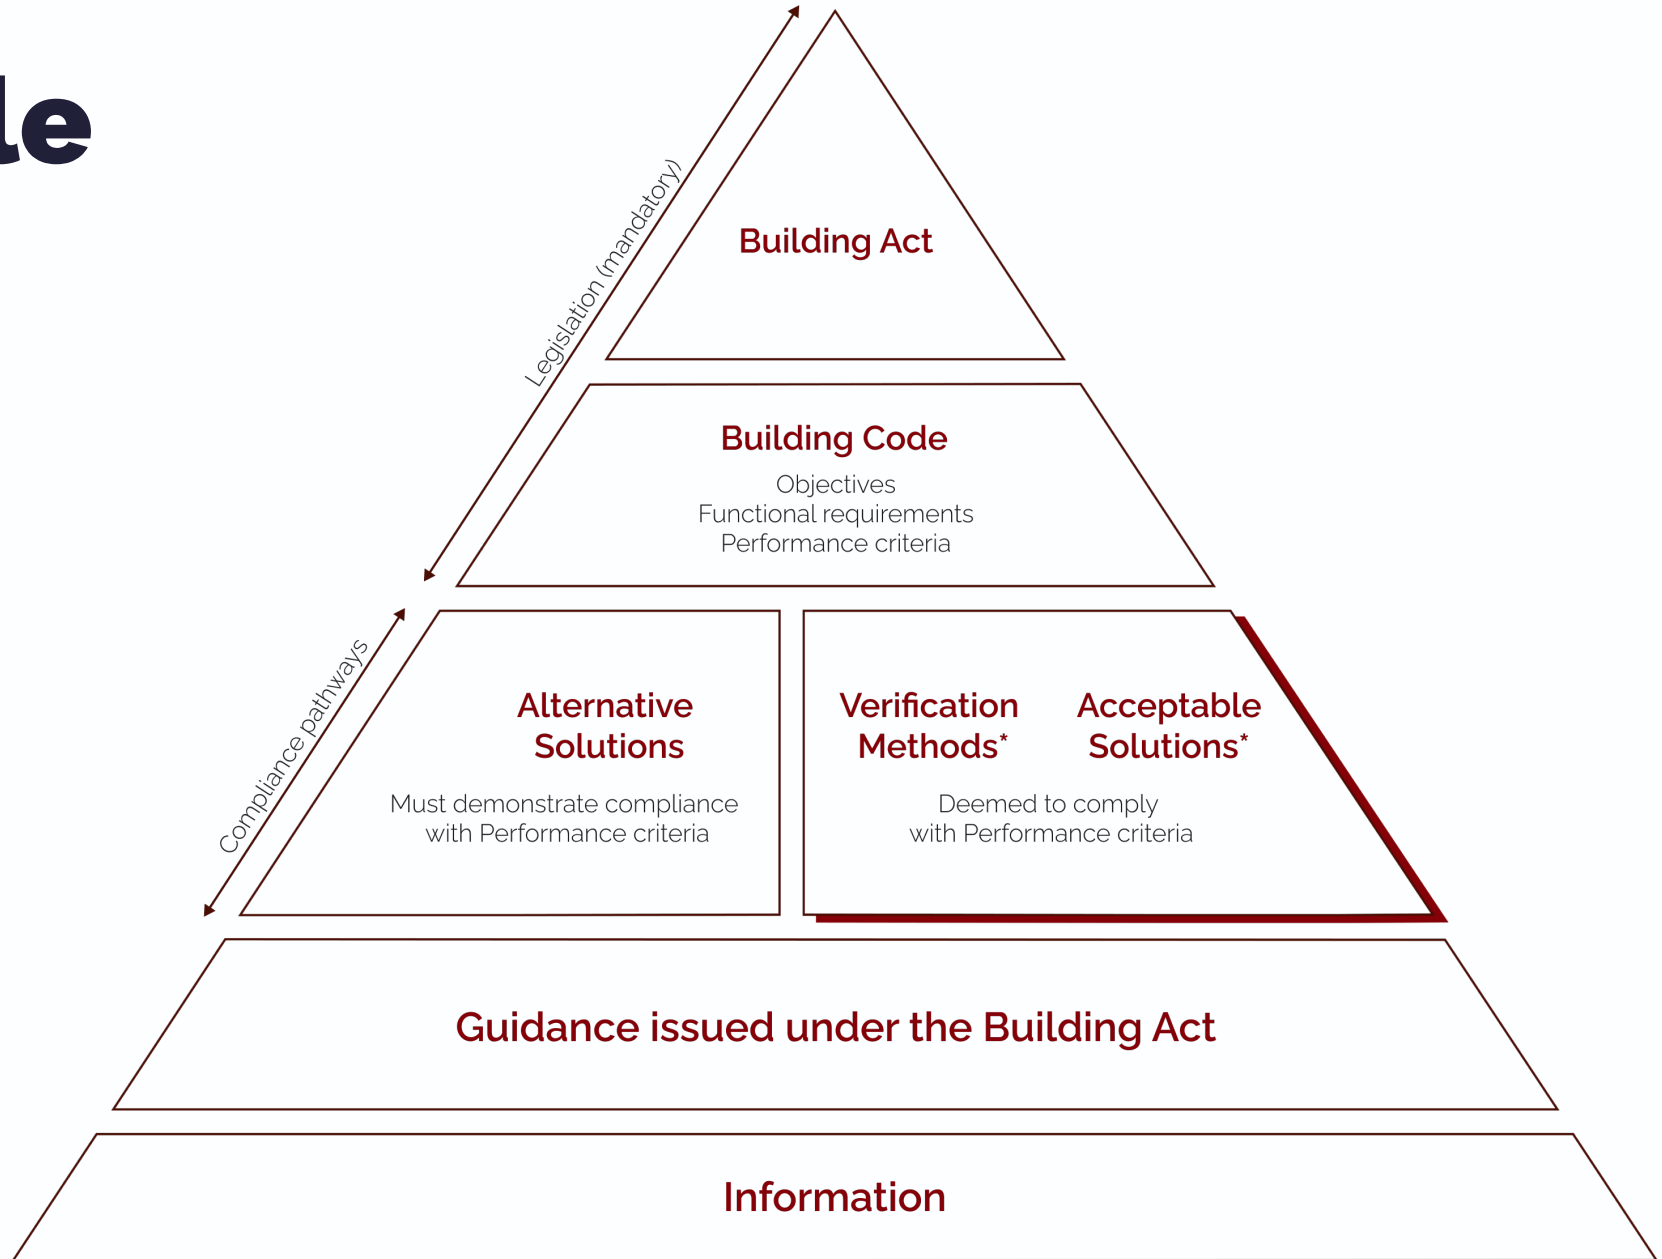 le
Legislation (mandatory)
Building Act
Building Code
Objectives
Functional requirements
Performance criteria
Compliance pathways
Alternative
Solutions
Must demonstrate compliance
with Performance criteria
Verification
Methods*
Acceptable
Solutions*
Deemed to comply
with Performance criteria
Guidance issued under the Building Act
Information